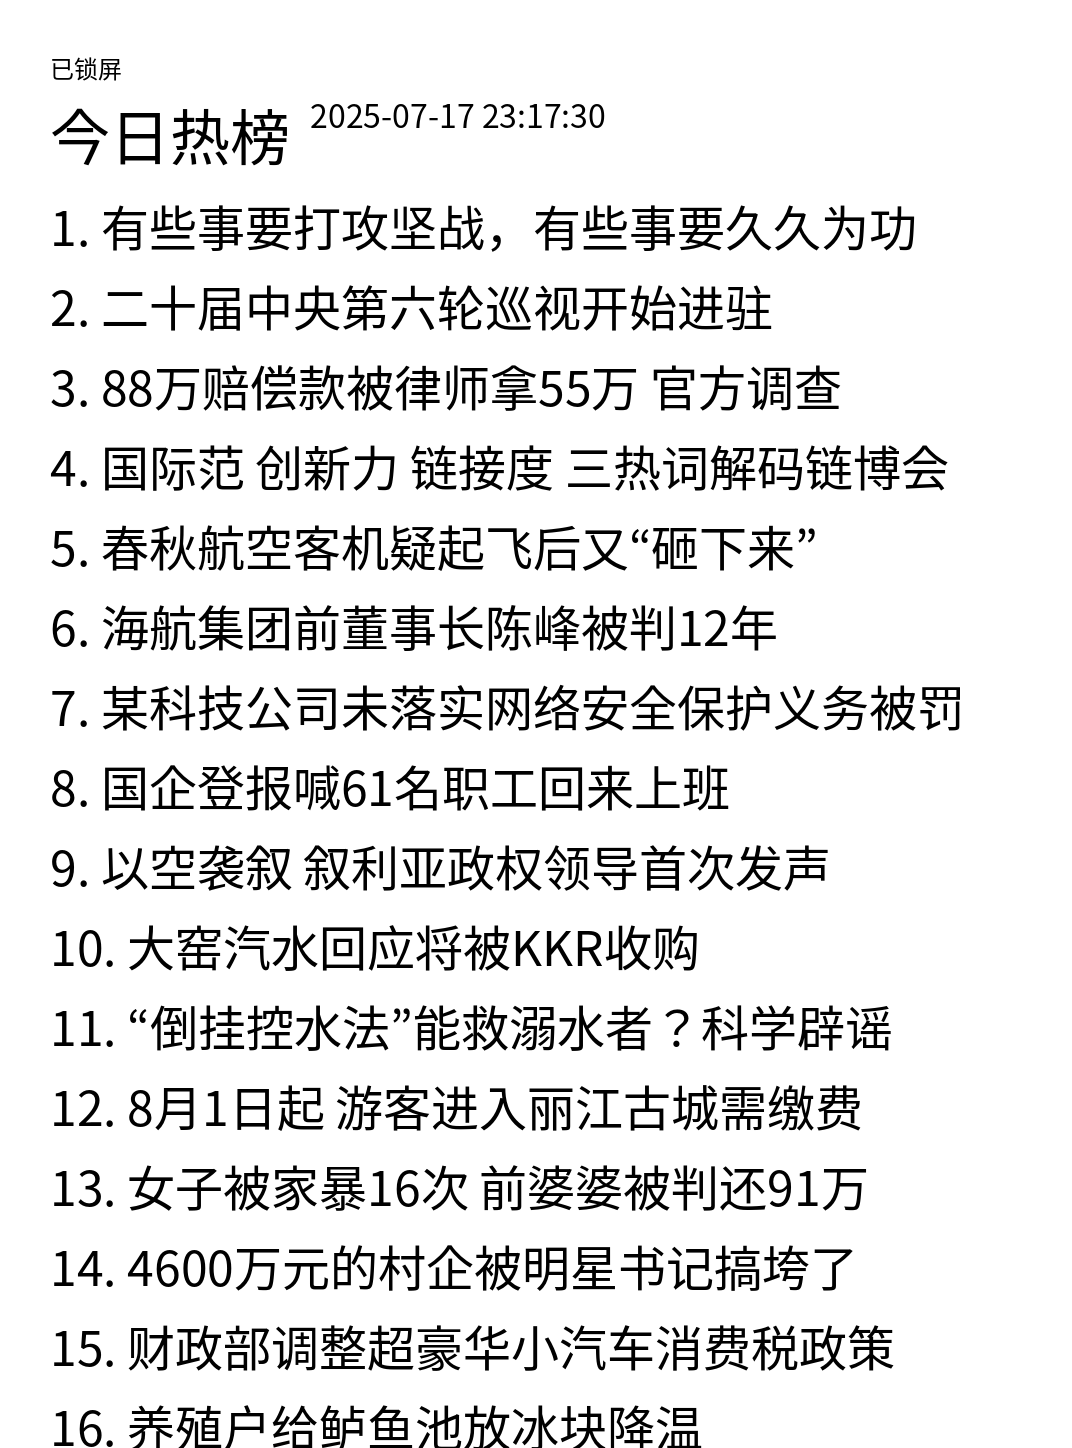 已锁屏
今日热榜 2025-07-17 23:17:30
1. 有些事要打攻坚战，有些事要久久为功
2. 二十届中央第六轮巡视开始进驻
3. 88万赔偿款被律师拿55万 官方调查
4. 国际范 创新力 链接度 三热词解码链博会
5. 春秋航空客机疑起飞后又“砸下来”
6. 海航集团前董事长陈峰被判12年
7. 某科技公司未落实网络安全保护义务被罚
8. 国企登报喊61名职工回来上班
9. 以空袭叙 叙利亚政权领导首次发声
10. 大窑汽水回应将被KKR收购
11. “倒挂控水法”能救溺水者？科学辟谣
12. 8月1日起 游客进入丽江古城需缴费
13. 女子被家暴16次 前婆婆被判还91万
14. 4600万元的村企被明星书记搞垮了
15. 财政部调整超豪华小汽车消费税政策
16. 养殖户给鲈鱼池放冰块降温